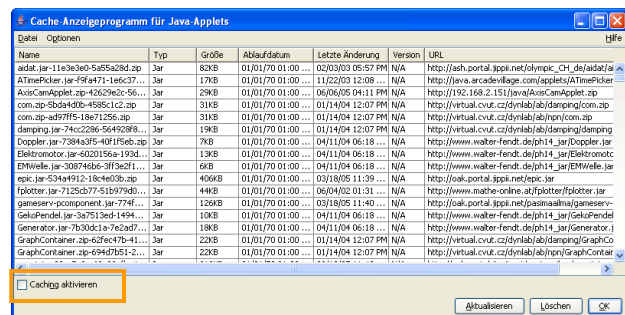 Cache-Anzeigeprogramm für Java-Applets
Datei Optionen Hilfe
Name Typ Größe Ablaufdatum Letzte Änderung Version URL
aidat.jar-11e3e3e0-5a55a28d.zip Jar 82KB 01/01/70 01:00 ... 02/03/03 05:57 PM N/A http://ash.portal.jippii.net/olympic_CH_de/aidat/ai
ATimePicker.jar-f9fa471-1e6c37... Jar 17KB 01/01/70 01:00 ... 11/22/03 12:08 ... N/A http://java.arcadevillage.com/applets/ATimePicker
AxisCamApplet.zip-42629e2c-56... Jar 29KB 01/01/70 01:00 ... 06/06/05 04:11 PM N/A http://192.168.2.151/java/AxisCamApplet.zip
com.zip-5bda4d0b-4585c1c2.zip Jar 31KB 01/01/70 01:00 ... 01/14/04 12:07 PM N/A http://virtual.cvut.cz/dynlab/ab/damping/com.zip
com.zip-ad97ff5-18e71256.zip Jar 31KB 01/01/70 01:00 ... 01/14/04 12:07 PM N/A http://virtual.cvut.cz/dynlab/ab/npn/com.zip
damping.jar-74cc2286-564928f8... Jar 19KB 01/01/70 01:00 ... 01/14/04 12:07 PM N/A http://virtual.cvut.cz/dynlab/ab/damping/damping
Doppler.jar-7384a3f5-40f1f5eb.zip Jar 7KB 01/01/70 01:00 ... 04/11/04 06:18 ... N/A http://www.walter-fendt.de/ph14_jar/Doppler.jar
Elektromotor.jar-6020156a-193d... Jar 13KB 01/01/70 01:00 ... 04/11/04 06:18 ... N/A http://www.walter-fendt.de/ph14_jar/Elektromotc
EMWelle.jar-308746b6-3ff3e2f1... Jar 6KB 01/01/70 01:00 ... 04/11/04 06:18 ... N/A http://www.walter-fendt.de/ph14_jar/EMWelle.jar
epic.jar-534a4912-18c4e03b.zip Jar 406KB 01/01/70 01:00 ... 03/18/05 11:39 ... N/A http://oak.portal.jippii.net/epic.jar
fplotter.jar-7125cb77-51b979d0... Jar 44KB 01/01/70 01:00 ... 06/04/02 01:31 ... N/A http://www.mathe-online.at/fplotter/fplotter.jar
gameserv-pcomponent.jar-774f... Jar 126KB 01/01/70 01:00 ... 03/18/05 11:40 ... N/A http://oak.portal.jippii.net/pasimaailma/gameserv-
GekoPendel.jar-3a7513ed-1494... Jar 10KB 01/01/70 01:00 ... 04/11/04 06:18 ... N/A http://www.walter-fendt.de/ph14_jar/GekoPendel
Generator.jar-7b30dc1a-7e2ad7... Jar 18KB 01/01/70 01:00 ... 04/11/04 06:18 ... N/A http://www.walter-fendt.de/ph14_jar/Generator.j
GraphContainer.zip-62fec47b-41... Jar 22KB 01/01/70 01:00 ... 01/14/04 12:07 PM N/A http://virtual.cvut.cz/dynlab/ab/damping/GraphCo
GraphContainer.zip-694d7b51-2... Jar 22KB 01/01/70 01:00 ... 01/14/04 12:07 PM N/A http://virtual.cvut.cz/dynlab/ab/npn/GraphContair
Caching aktivieren
Aktualisieren Löschen OK